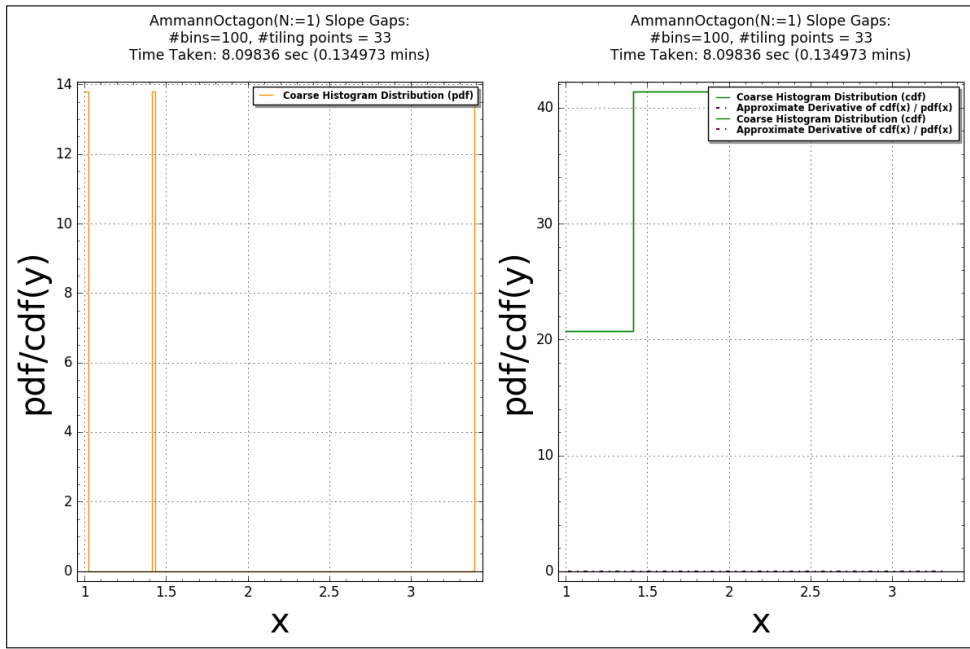 AmmannOctagon(N:=1) Slope Gaps:
#bins=100, #tiling points = 33
Time Taken: 8.09836 sec (0.134973 mins)
Coarse Histogram Distribution (pdf)
14
12
10
8
6
4
2
0
1
1.5
2
2.5
3
pdf/cdf(y)
x
AmmannOctagon(N:=1) Slope Gaps:
#bins=100, #tiling points = 33
Time Taken: 8.09836 sec (0.134973 mins)
Coarse Histogram Distribution (cdf)
Approximate Derivative of cdf(x) / pdf(x)
Coarse Histogram Distribution (cdf)
Approximate Derivative of cdf(x) / pdf(x)
40
30
20
10
0
1
1.5
2
2.5
3
pdf/cdf(y)
x